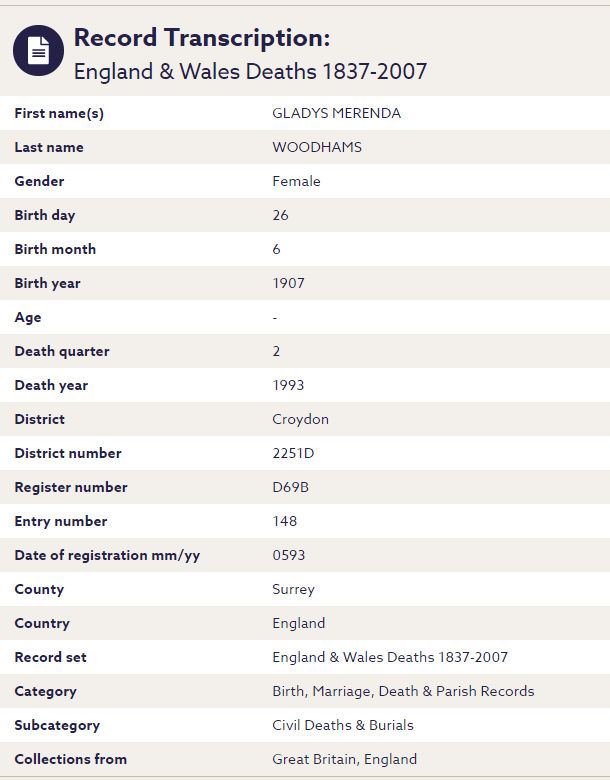 Record Transcription:
England & Wales Deaths 1837-2007
First name(s) GLADYS MERENDA
Last name WOODHAMS
Gender Female
Birth day 26
Birth month 6
Birth year 1907
Age -
Death quarter 2
Death year 1993
District Croydon
District number 2251D
Register number D69B
Entry number 148
Date of registration mm/yy 0593
County Surrey
Country England
Record set England & Wales Deaths 1837-2007
Category Birth, Marriage, Death & Parish Records
Subcategory Civil Deaths & Burials
Collections from Great Britain, England